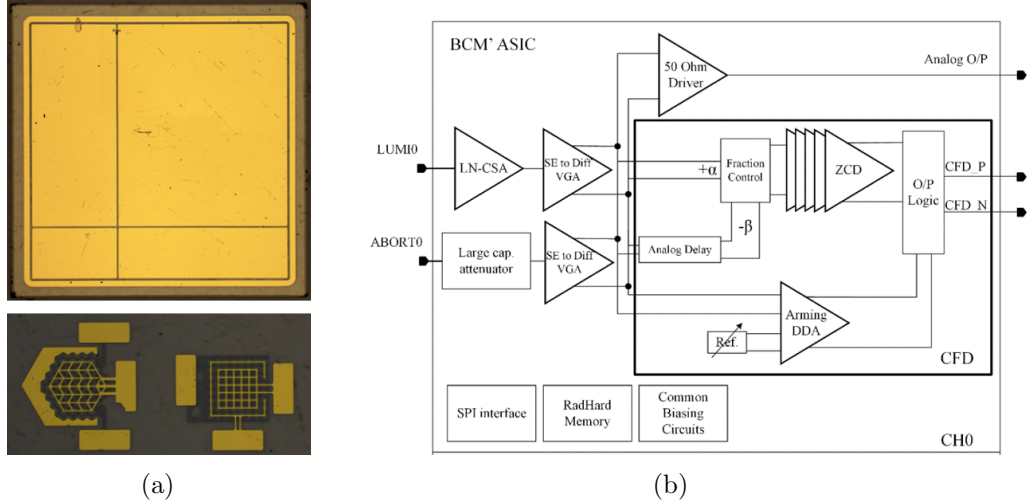 BCM' ASIC
50 Ohm
Driver
Analog O/P
LUMI0
LN-CSA
SE to Diff
VGA
+α
Fraction
Control
ZCD
O/P
Logic
CFD_P
CFD_N
-β
ABORT0
Large cap.
attenuator
SE to Diff
VGA
Analog Delay
Arming
DDA
Ref.
CFD
SPI interface
RadHard
Memory
Common
Biasing
Circuits
CH0
(a)
(b)